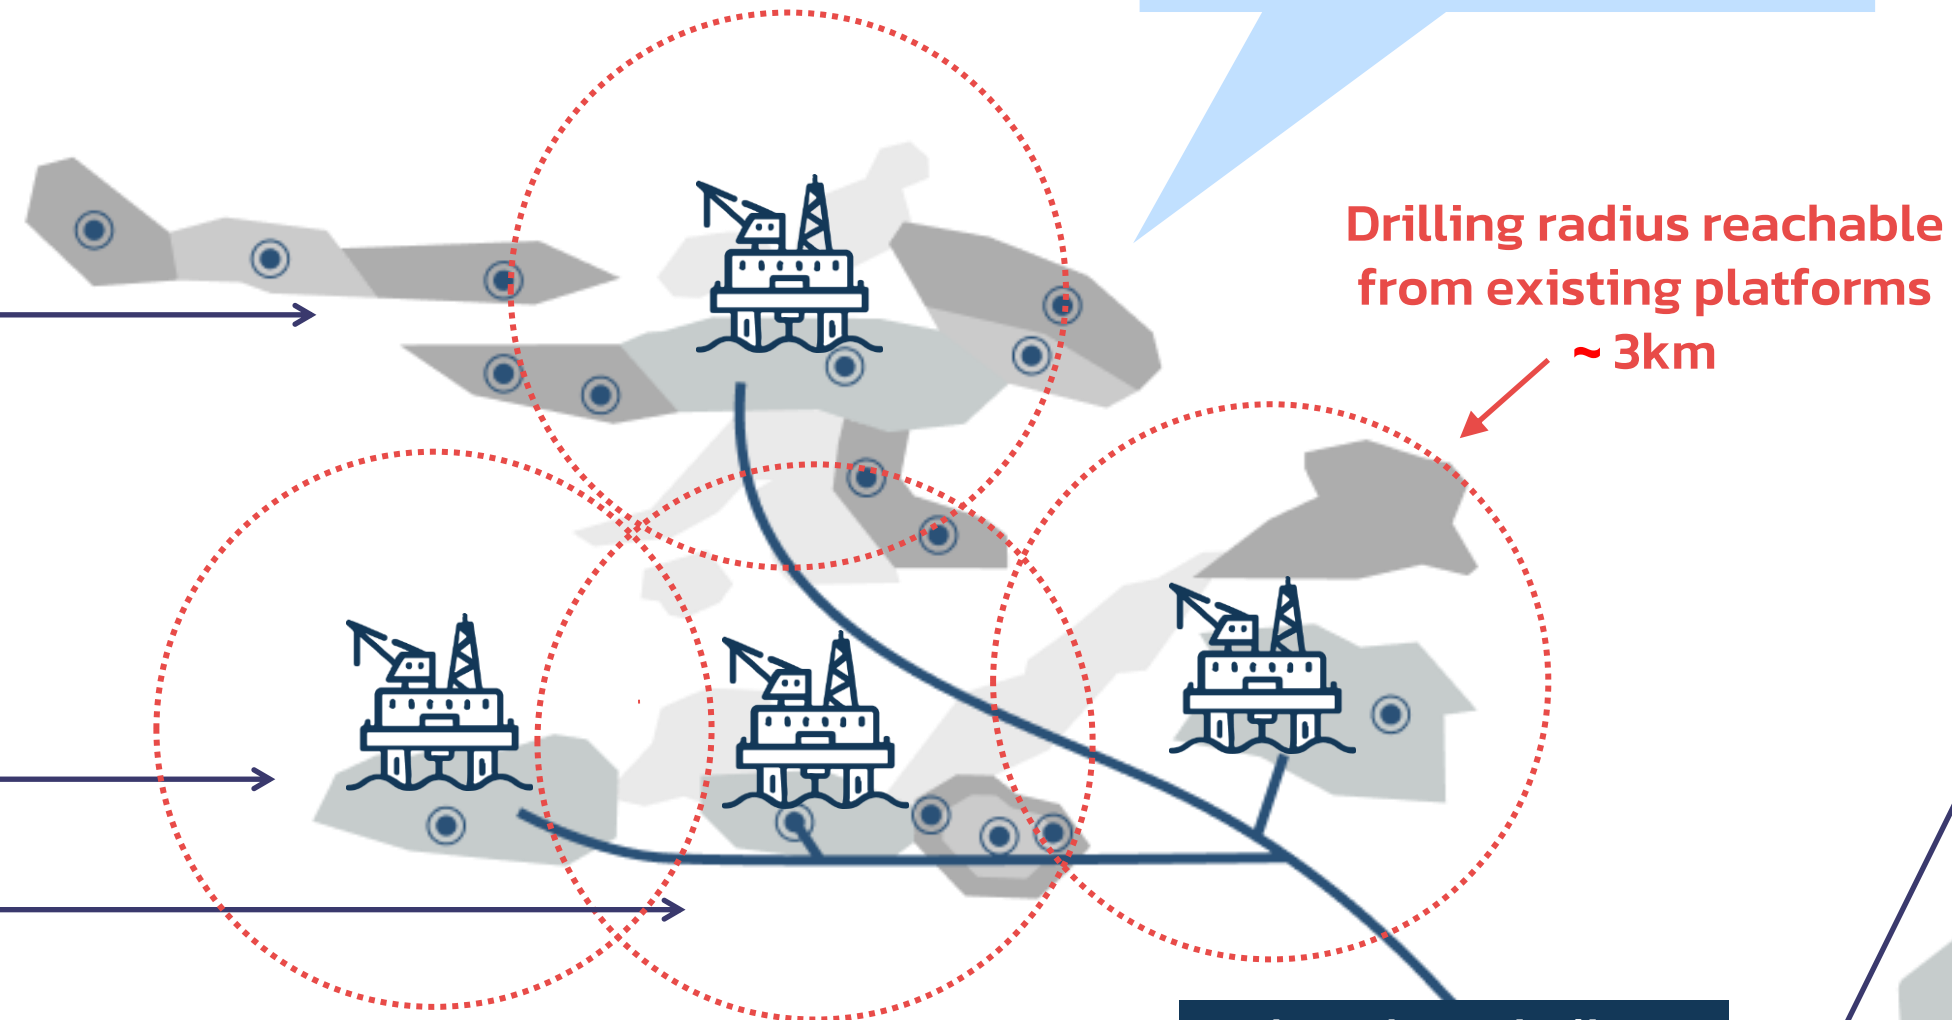 Drilling radius reachable
from existing platforms
~ 3km